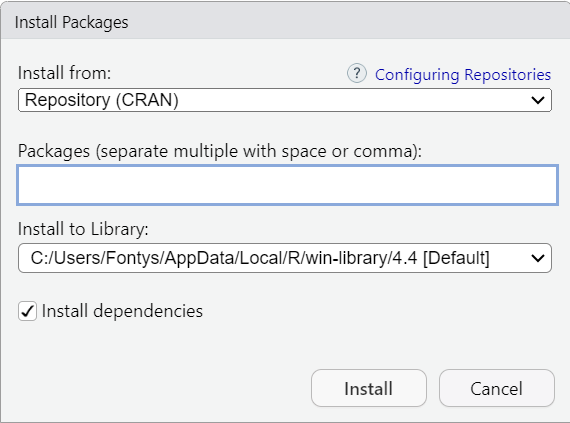 Install Packages
Install from:
? Configuring Repositories
Repository (CRAN)
Packages (separate multiple with space or comma):
Install to Library:
C:/Users/Fontys/AppData/Local/R/win-library/4.4 [Default]
Install dependencies
Install Cancel